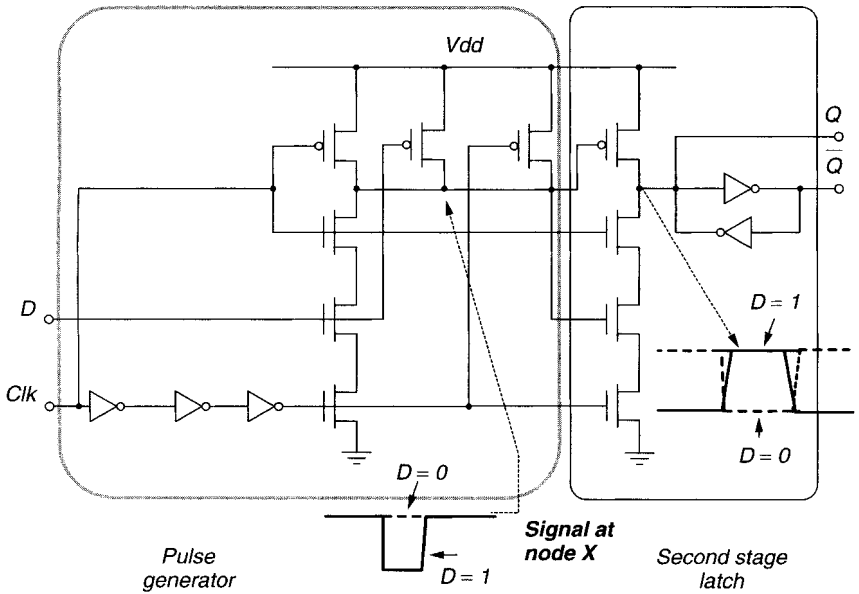 Vdd
Q
Q
D
Clk
D = 1
D = 0
D = 0
D = 1
Signal at
node X
Pulse
generator
Second stage
latch